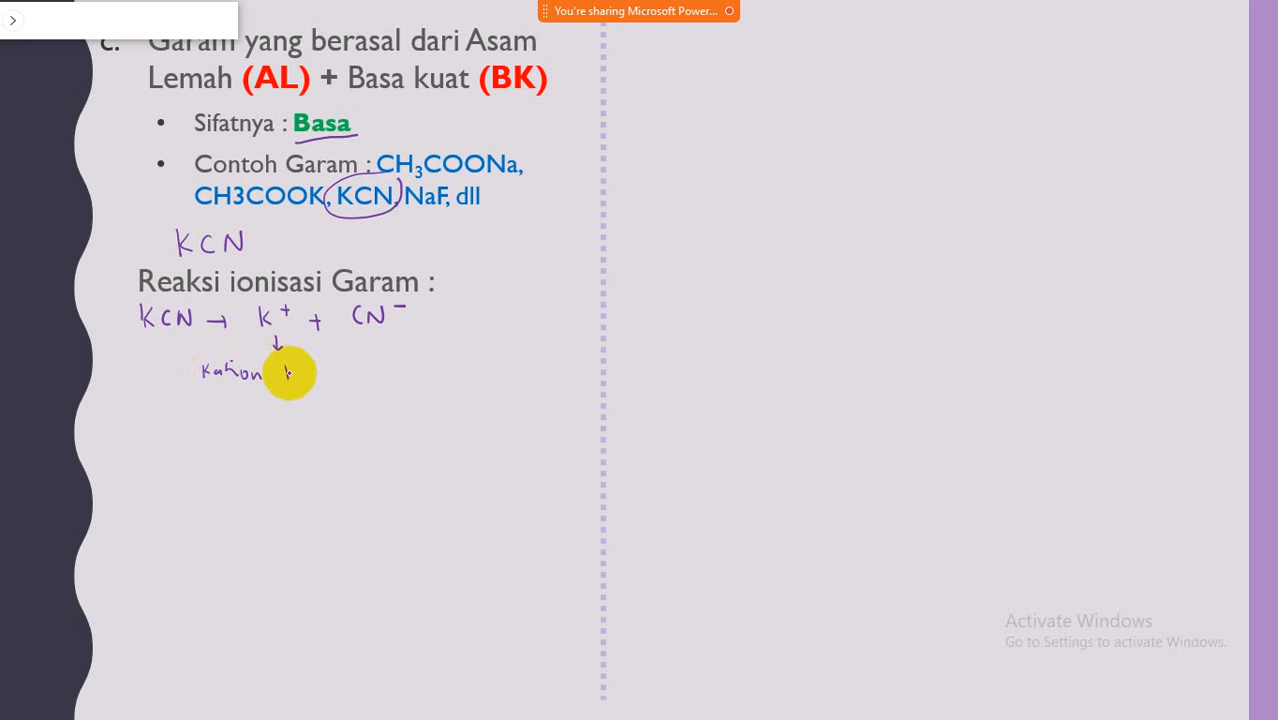 You're sharing Microsoft Power...
c. Garam yang berasal dari Asam
Lemah (AL) + Basa kuat (BK)
• Sifatnya : Basa
• Contoh Garam : CH₃COONa,
CH3COOK, KCN, NaF, dll
KCN
Reaksi ionisasi Garam :
KCN → K⁺ + CN⁻
↓
Kation
Activate Windows
Go to Settings to activate Windows.